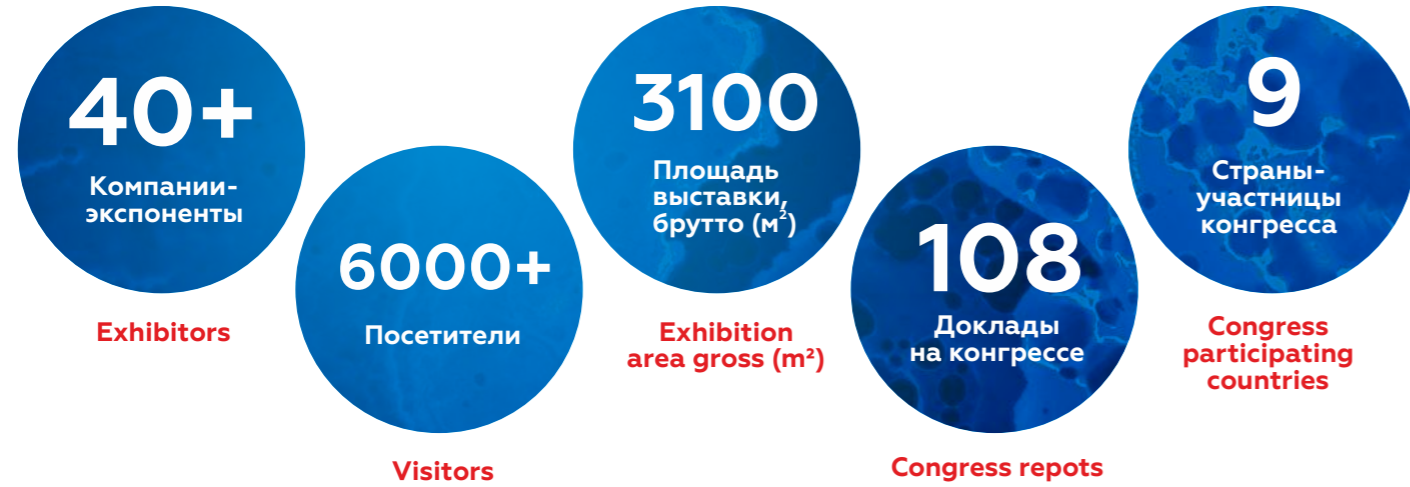 40+
Компании-
экспоненты
Exhibitors
6000+
Посетители
Visitors
3100
Площадь
выставки,
брутто (м²)
Exhibition
area gross (m²)
108
Доклады
на конгрессе
Congress repots
9
Страны-
участницы
конгресса
Congress
participating
countries